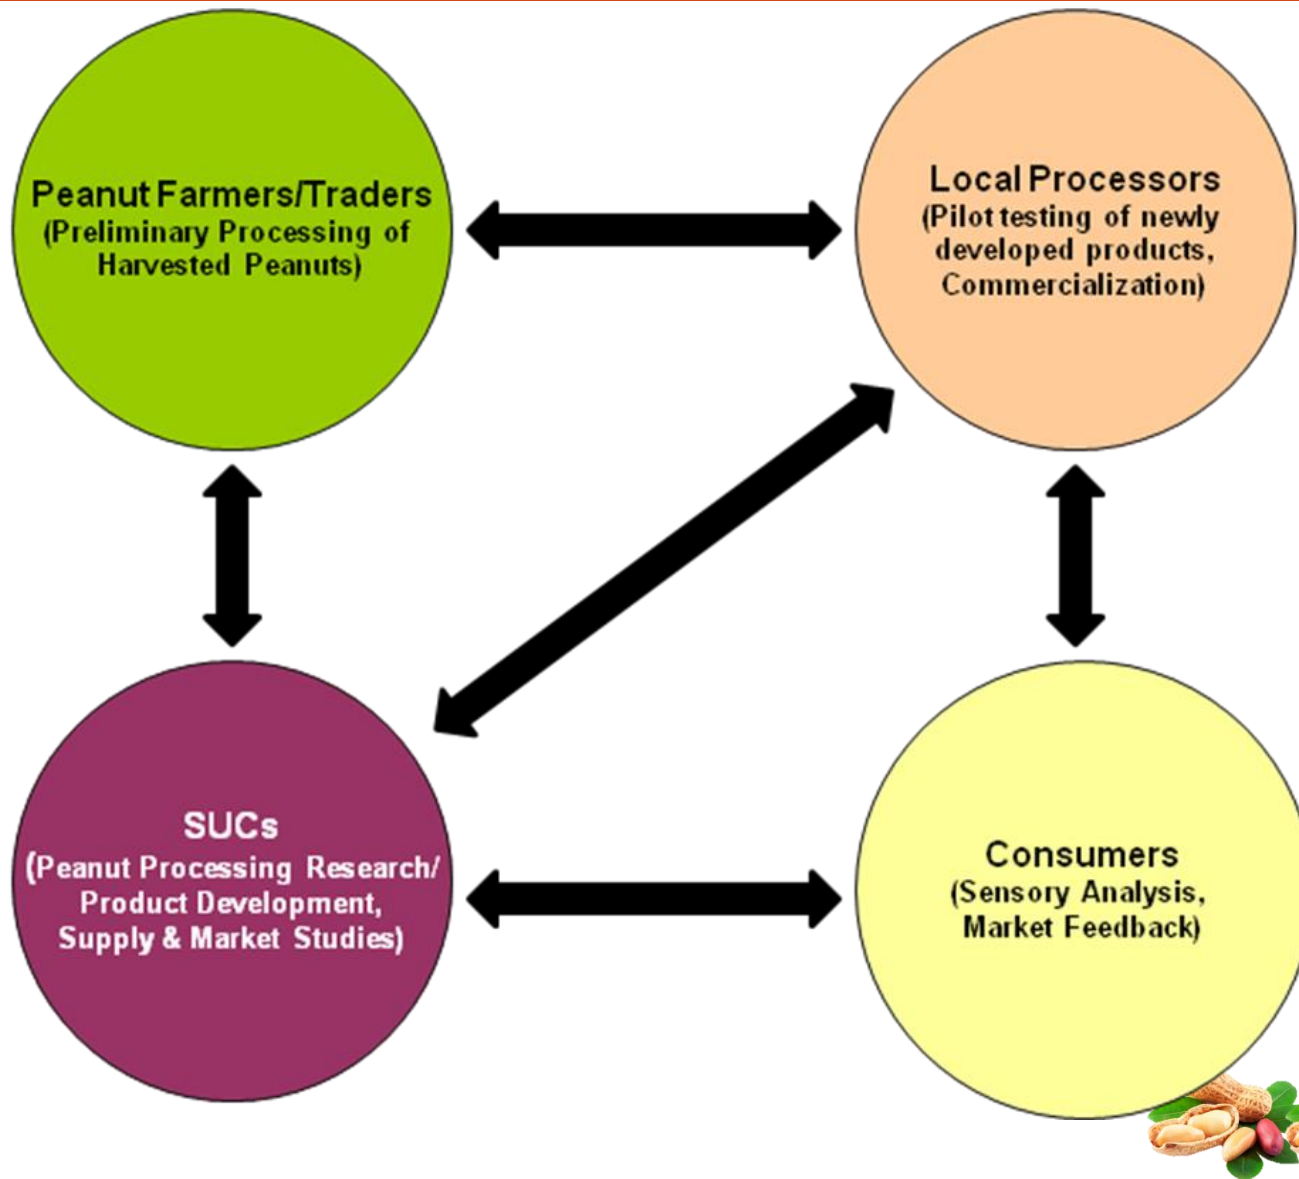 Peanut Farmers/Traders
(Preliminary Processing of
Harvested Peanuts)
Local Processors
(Pilot testing of newly
developed products,
Commercialization)
SUCs
(Peanut Processing Research/
Product Development,
Supply & Market Studies)
Consumers
(Sensory Analysis,
Market Feedback)